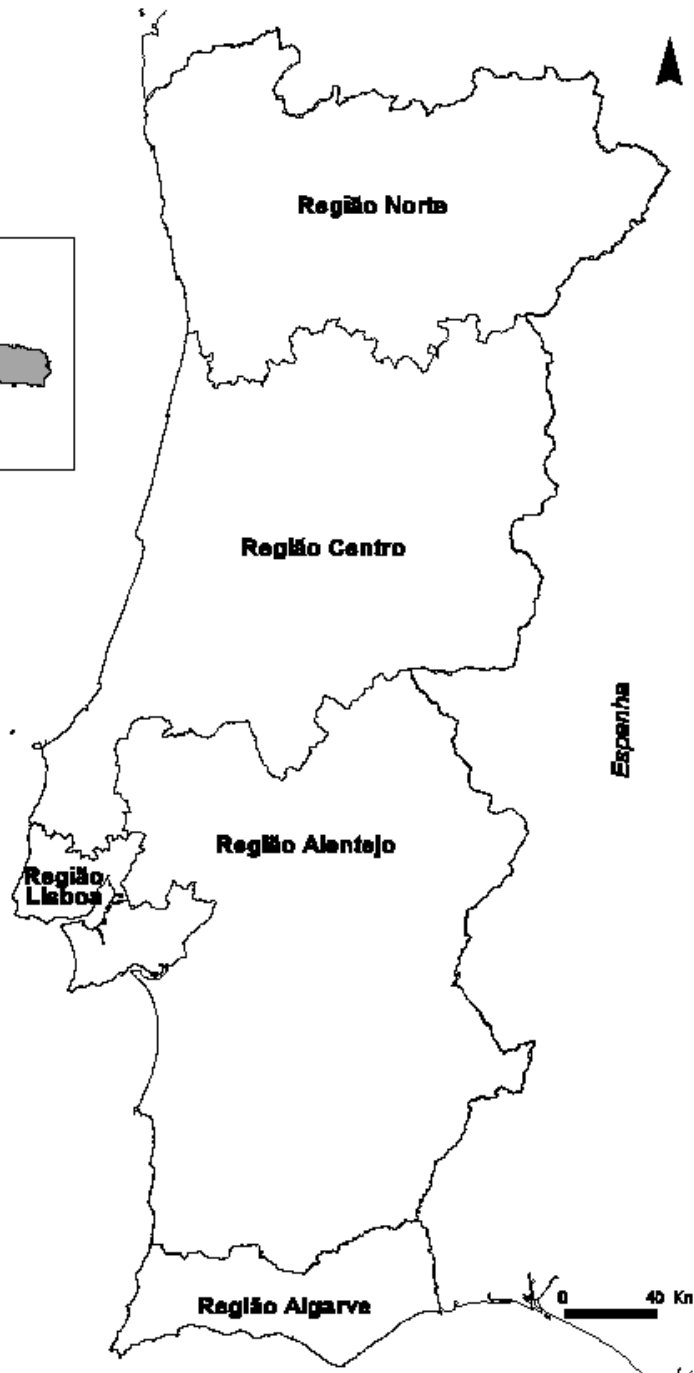 Região Norte
Região Centro
Espanha
Região Alentejo
Região
Lisboa
Região Algarve
0 40 Km